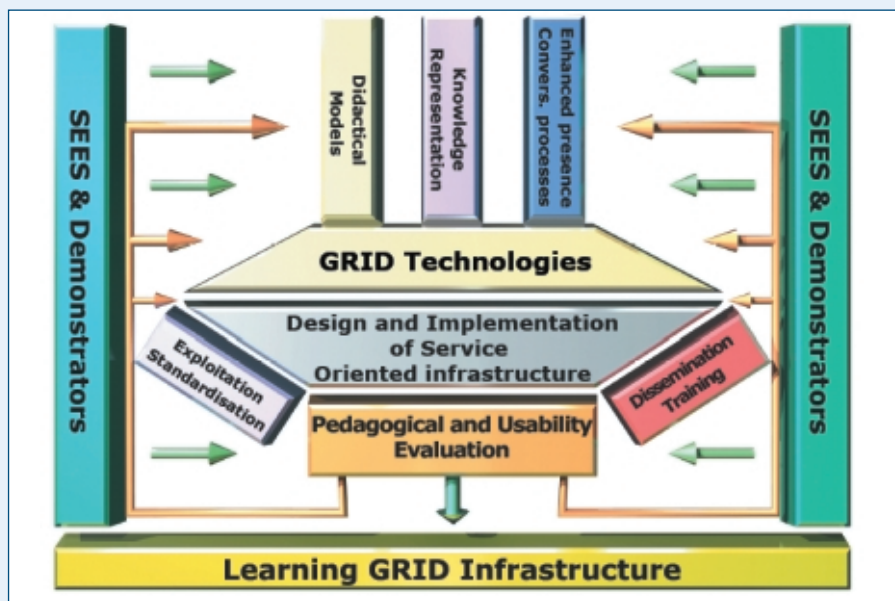 SEES & Demonstrators
Didactical
Models
Knowledge
Representation
Enhanced presence
Convers. processes
SEES & Demonstrators
GRID Technologies
Design and Implementation
of Service
Oriented infrastructure
Exploitation
Standardisation
Dissemination
Training
Pedagogical and Usability
Evaluation
Learning GRID Infrastructure